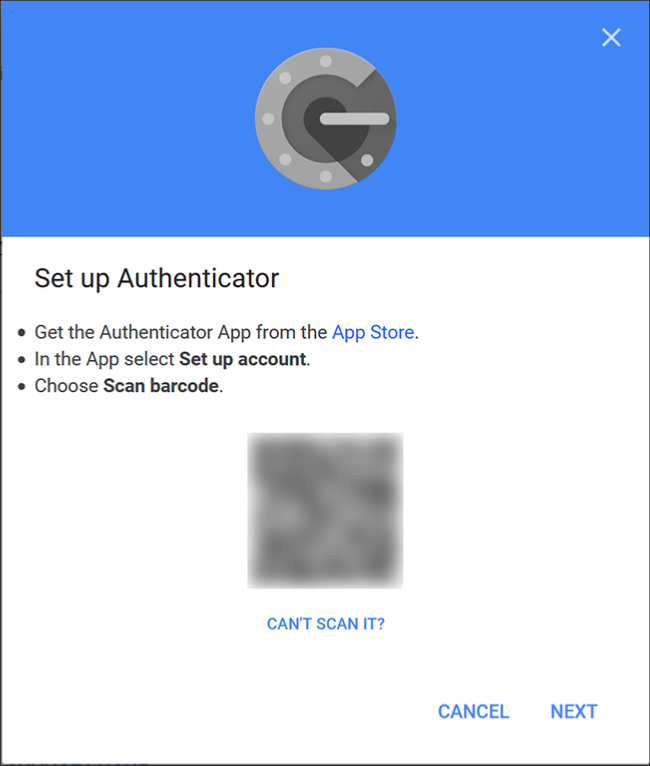 Set up Authenticator
Get the Authenticator App from the App Store.
In the App select Set up account.
Choose Scan barcode.
CAN'T SCAN IT?
CANCEL NEXT